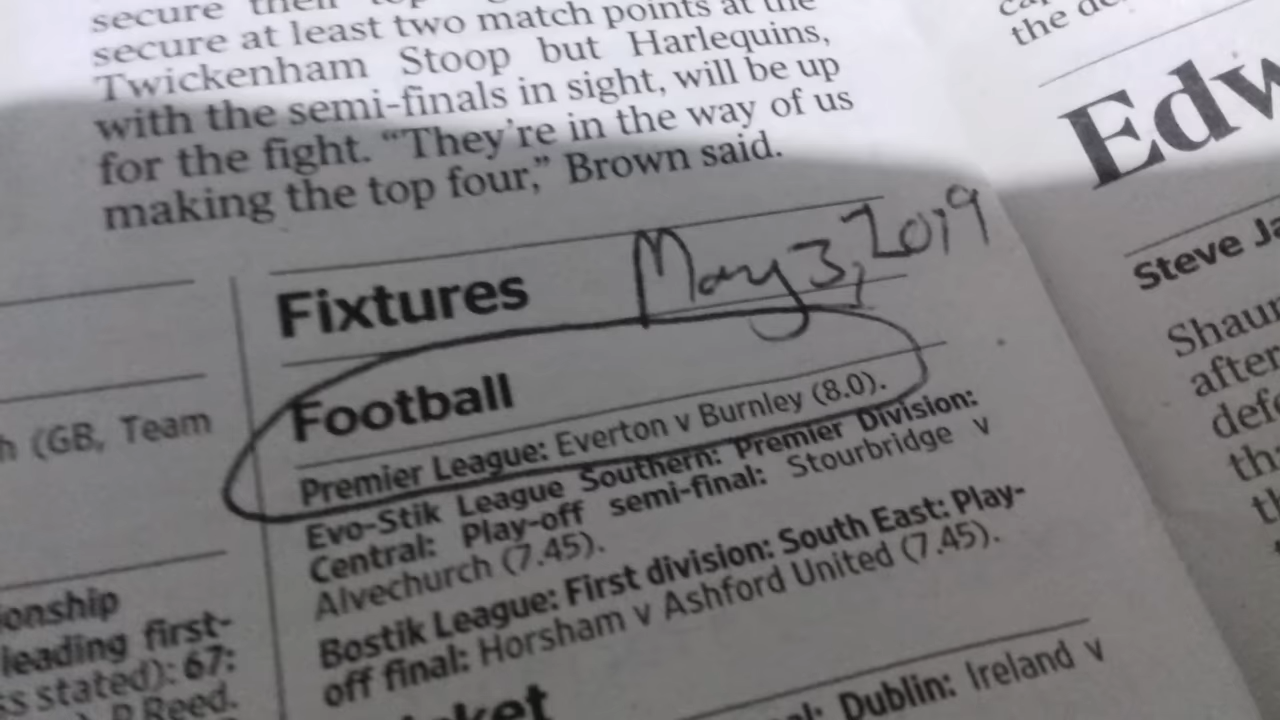 secure at least two match points at the
Twickenham Stoop but Harlequins,
with the semi-finals in sight, will be up
for the fight. “They’re in the way of us
making the top four,” Brown said.
the
Steve
h (GB, Team
ionship
leading first-
ss stated): 67:
P Reed.
Fixtures
May 3, 2019
Football
Premier League: Everton v Burnley (8.0).
Evo-Stik League Southern: Premier Division:
Central: Play-off semi-final: Stourbridge v
Alvechurch (7.45).
Bostik League: First division: South East: Play-
off final: Horsham v Ashford United (7.45).
Dublin: Ireland v
after